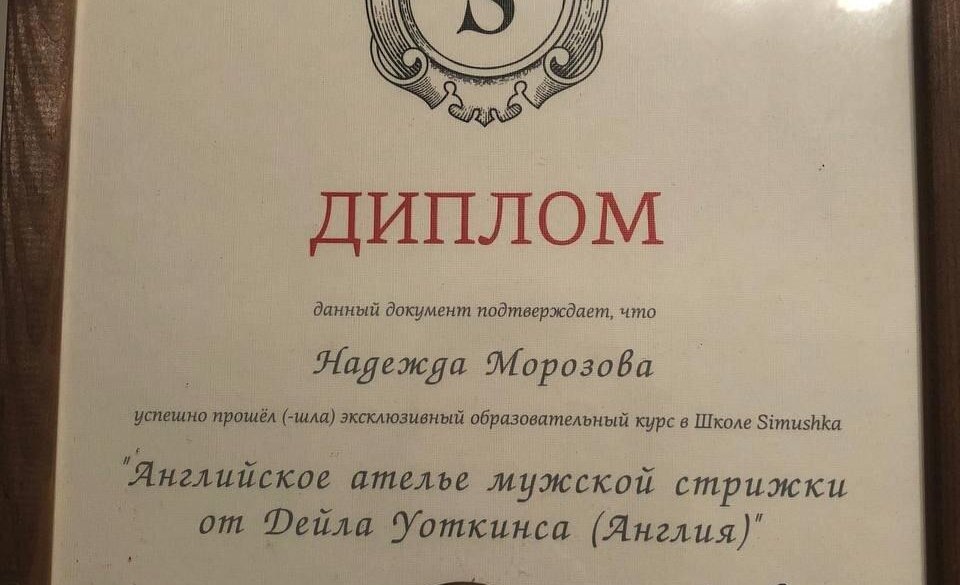 S
ДИПЛОМ
данный документ подтверждает, что
Надежда Морозова
успешно прошёл (-шла) эксклюзивный образовательный курс в Школе Simushka
"Английское ателье мужской стрижки
от Дейла Уоткинса (Англия)"